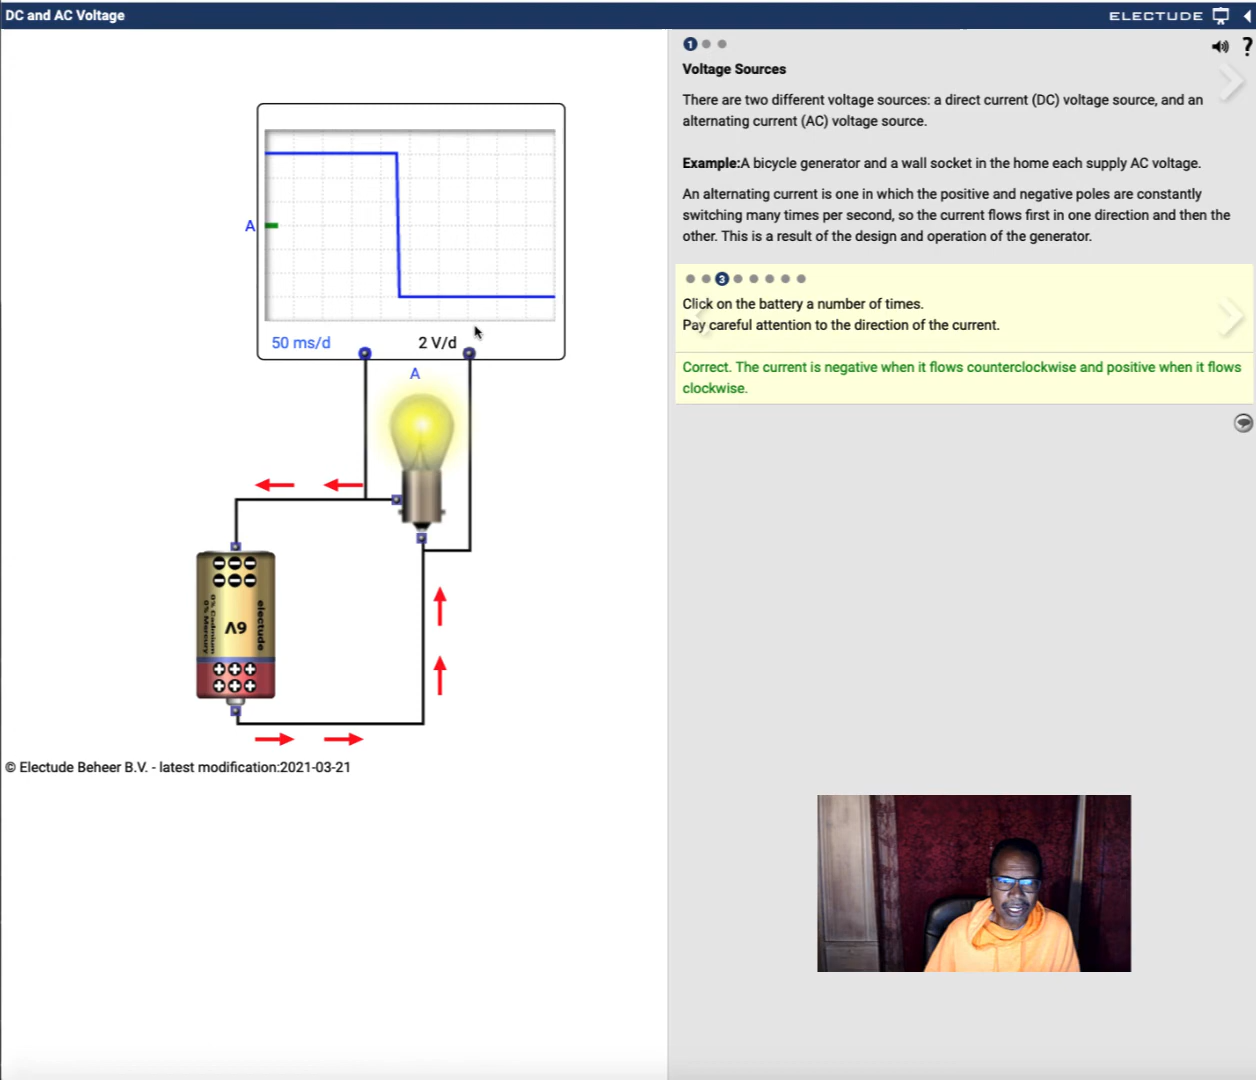 DC and AC Voltage
ELECTUDE
1
?
Voltage Sources
There are two different voltage sources: a direct current (DC) voltage source, and an
alternating current (AC) voltage source.
Example:A bicycle generator and a wall socket in the home each supply AC voltage.
An alternating current is one in which the positive and negative poles are constantly
switching many times per second, so the current flows first in one direction and then the
other. This is a result of the design and operation of the generator.
3
Click on the battery a number of times.
Pay careful attention to the direction of the current.
Correct. The current is negative when it flows counterclockwise and positive when it flows
clockwise.
A
50 ms/d
2 V/d
A
electude
6V
0% Cadmium
0% Mercury
© Electude Beheer B.V. - latest modification:2021-03-21